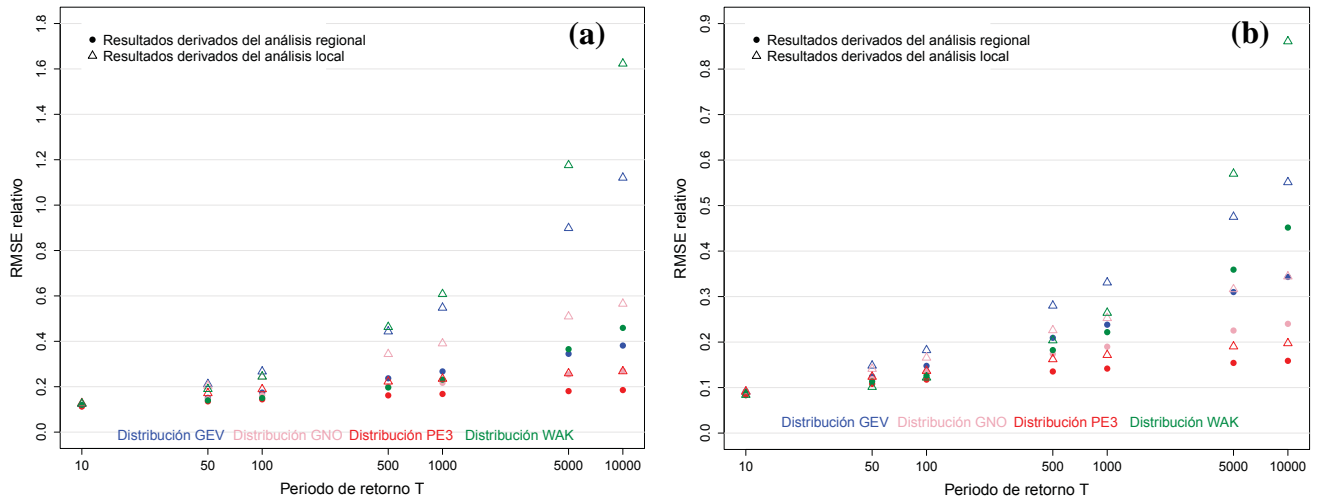 (a)
Resultados derivados del análisis regional
Resultados derivados del análisis local
RMSE relativo
1.8
1.6
1.4
1.2
1.0
0.8
0.6
0.4
0.2
0.0
Distribución GEV Distribución GNO Distribución PE3 Distribución WAK
10 50 100 500 1000 5000 10000
Periodo de retorno T
(b)
Resultados derivados del análisis regional
Resultados derivados del análisis local
RMSE relativo
0.9
0.8
0.7
0.6
0.5
0.4
0.3
0.2
0.1
0.0
Distribución GEV Distribución GNO Distribución PE3 Distribución WAK
10 50 100 500 1000 5000 10000
Periodo de retorno T